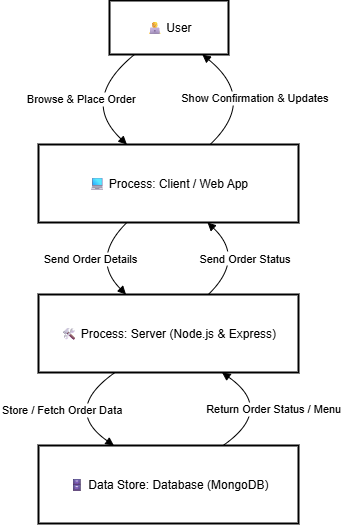 User
Browse & Place Order
Show Confirmation & Updates
Process: Client / Web App
Send Order Details
Send Order Status
Process: Server (Node.js & Express)
Store / Fetch Order Data
Return Order Status / Menu
Data Store: Database (MongoDB)